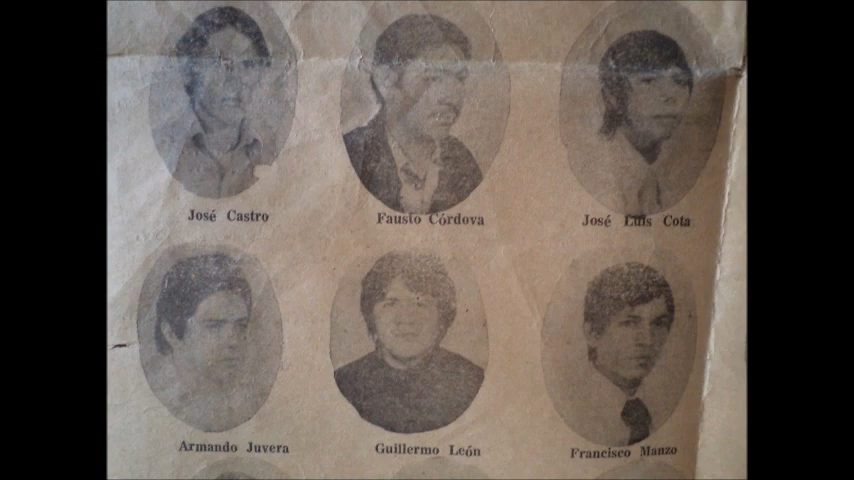 José Castro
Fausto Córdova
José Luis Cota
Armando Juvera
Guillermo León
Francisco Manzo